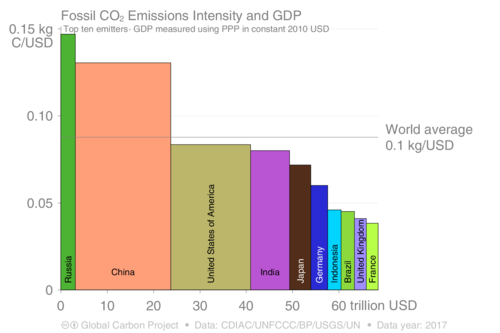 Fossil CO₂ Emissions Intensity and GDP
Top ten emitters- GDP measured using PPP in constant 2010 USD
0.15 kg
C/USD
0.10
0.05
0
World average
0.1 kg/USD
Russia
China
United States of America
India
Japan
Germany
Indonesia
Brazil
United Kingdom
France
0 10 20 30 40 50 60 trillion USD
Global Carbon Project • Data: CDIAC/UNFCCC/BP/USGS/UN • Data year: 2017